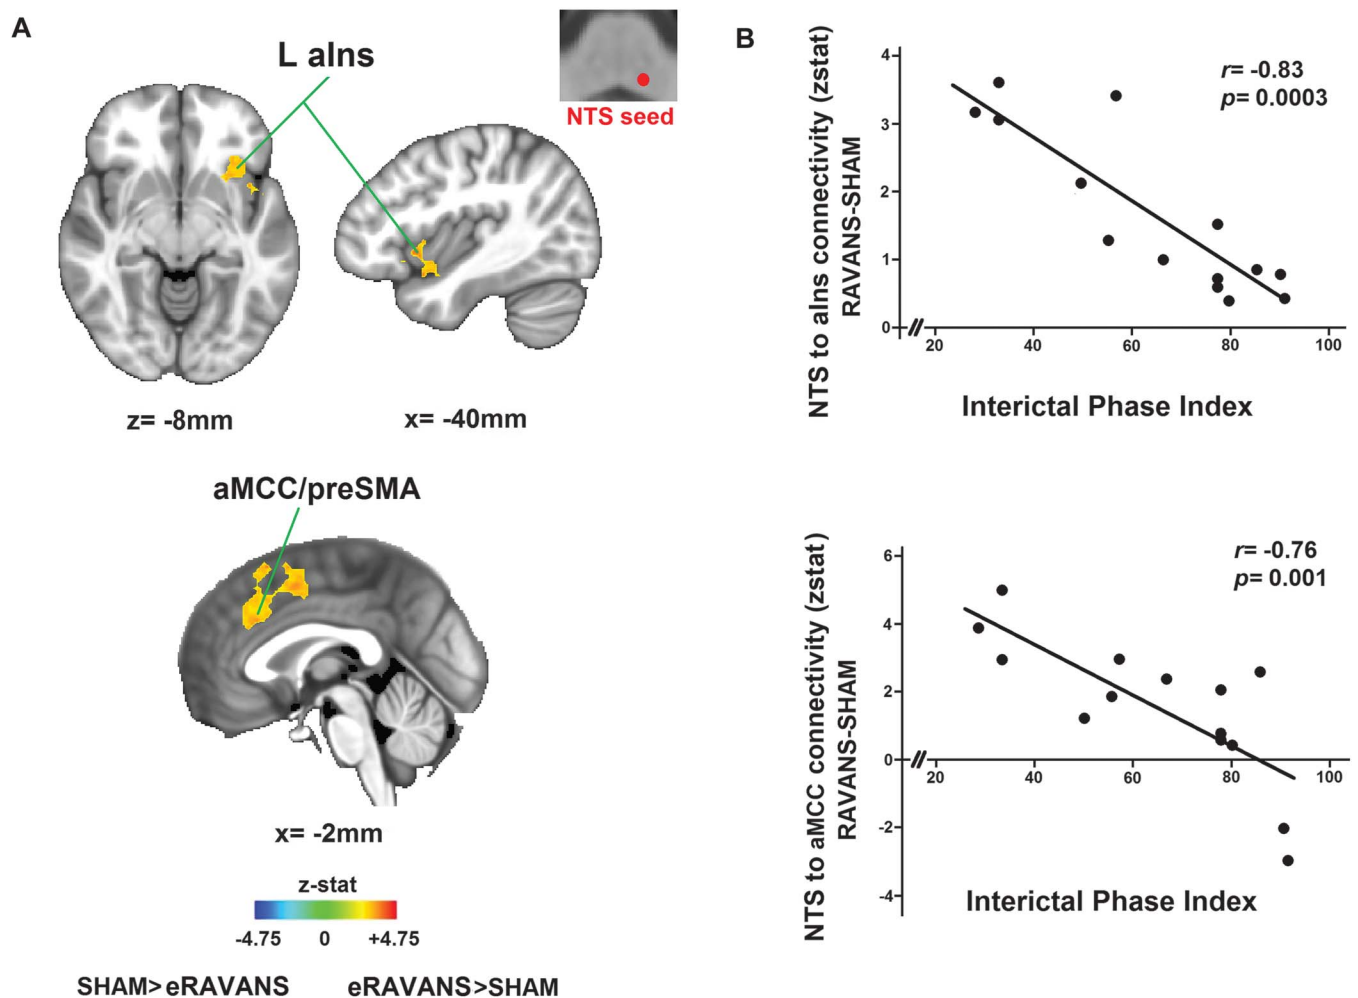 A
L aIns
NTS seed
z= -8mm
x= -40mm
aMCC/preSMA
x= -2mm
z-stat
-4.75 0 +4.75
SHAM>eRAVANS eRAVANS>SHAM
B
NTS to aIns connectivity (zstat)
RAVANS-SHAM
r= -0.83
p= 0.0003
4
3
2
1
0
20 40 60 80 100
Interictal Phase Index
NTS to aMCC connectivity (zstat)
RAVANS-SHAM
r= -0.76
p= 0.001
6
4
2
0
-2
-4
20 40 60 80 100
Interictal Phase Index